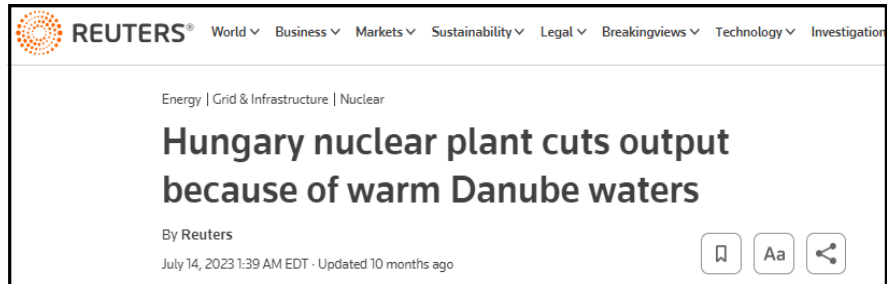 REUTERS® World Business Markets Sustainability Legal Breakingviews Technology Investigation
Energy | Grid & Infrastructure | Nuclear
Hungary nuclear plant cuts output
because of warm Danube waters
By Reuters
July 14, 2023 1:39 AM EDT · Updated 10 months ago
Aa